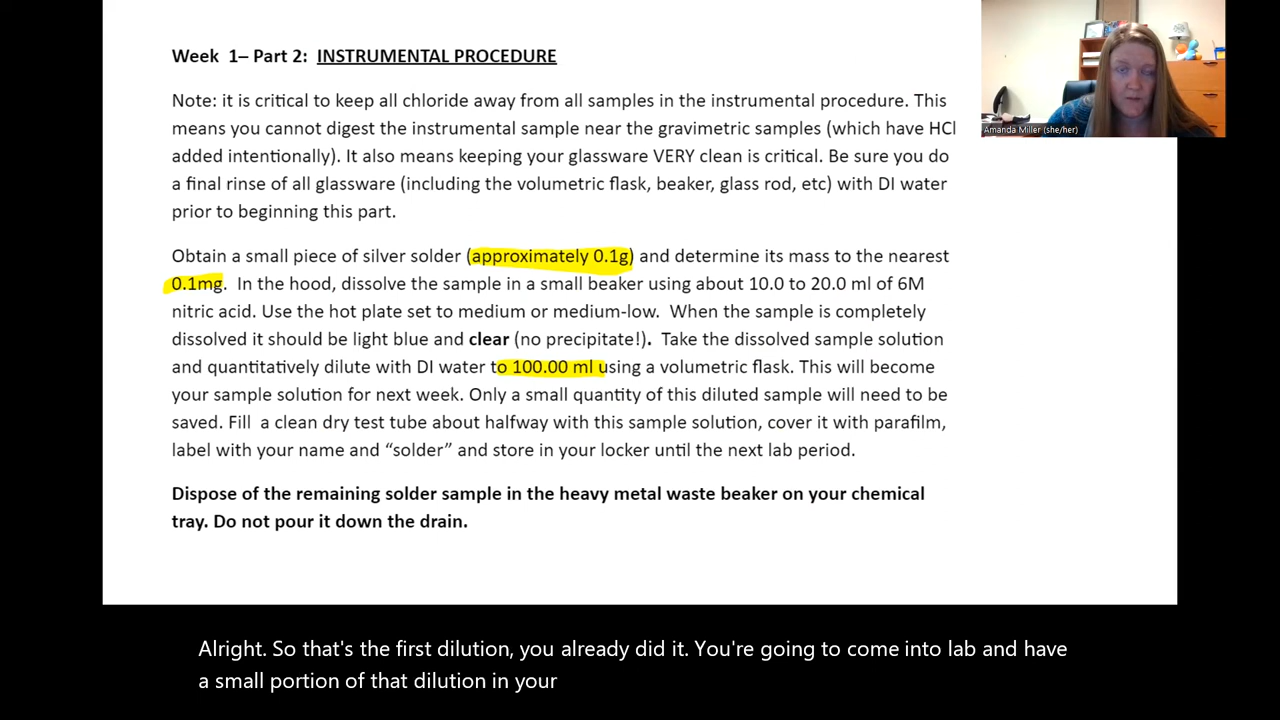 Week 1– Part 2: INSTRUMENTAL PROCEDURE
Note: it is critical to keep all chloride away from all samples in the instrumental procedure. This
means you cannot digest the instrumental sample near the gravimetric samples (which have HCl
added intentionally). It also means keeping your glassware VERY clean is critical. Be sure you do
a final rinse of all glassware (including the volumetric flask, beaker, glass rod, etc) with DI water
prior to beginning this part.
Obtain a small piece of silver solder (approximately 0.1g) and determine its mass to the nearest
0.1mg. In the hood, dissolve the sample in a small beaker using about 10.0 to 20.0 ml of 6M
nitric acid. Use the hot plate set to medium or medium-low. When the sample is completely
dissolved it should be light blue and clear (no precipitate!). Take the dissolved sample solution
and quantitatively dilute with DI water to 100.00 ml using a volumetric flask. This will become
your sample solution for next week. Only a small quantity of this diluted sample will need to be
saved. Fill a clean dry test tube about halfway with this sample solution, cover it with parafilm,
label with your name and “solder” and store in your locker until the next lab period.
Dispose of the remaining solder sample in the heavy metal waste beaker on your chemical
tray. Do not pour it down the drain.
Amanda Miller (she/her)
Alright. So that's the first dilution, you already did it. You're going to come into lab and have
a small portion of that dilution in your